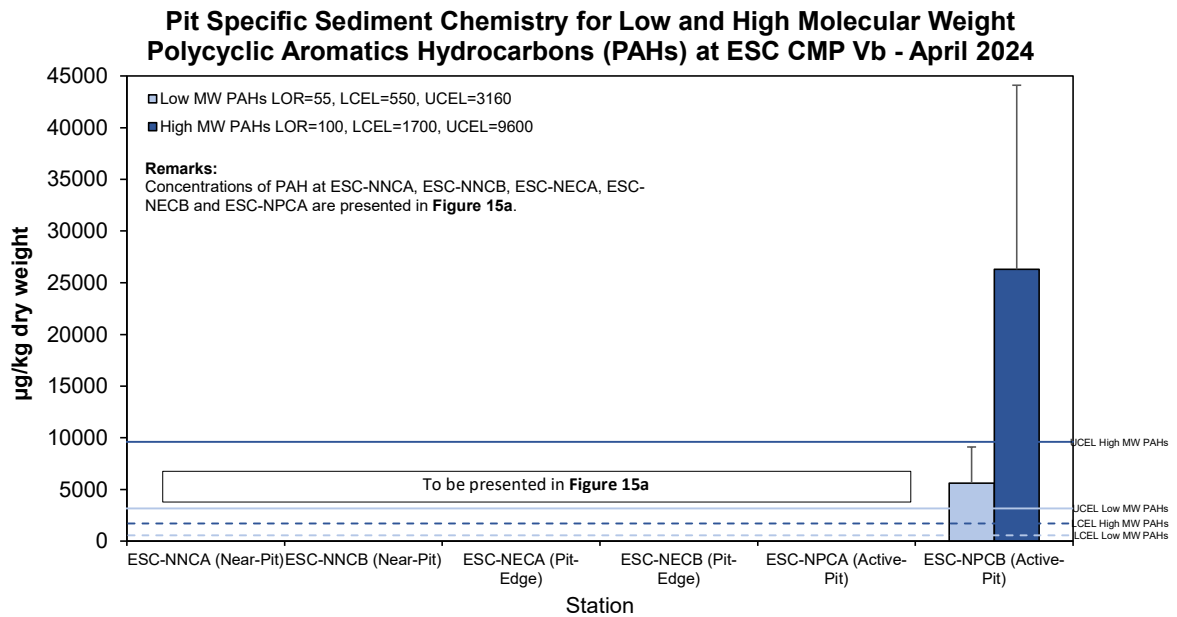 Pit Specific Sediment Chemistry for Low and High Molecular Weight
Polycyclic Aromatics Hydrocarbons (PAHs) at ESC CMP Vb - April 2024
45000
40000
35000
30000
25000
20000
15000
10000
5000
0
µg/kg dry weight
Low MW PAHs LOR=55, LCEL=550, UCEL=3160
High MW PAHs LOR=100, LCEL=1700, UCEL=9600
Remarks:
Concentrations of PAH at ESC-NNCA, ESC-NNCB, ESC-NECA, ESC-
NECB and ESC-NPCA are presented in Figure 15a.
UCEL High MW PAHs
To be presented in Figure 15a
UCEL Low MW PAHs
LCEL High MW PAHs
LCEL Low MW PAHs
ESC-NNCA (Near-Pit)
ESC-NNCB (Near-Pit)
ESC-NECA (Pit-
Edge)
ESC-NECB (Pit-
Edge)
ESC-NPCA (Active-
Pit)
ESC-NPCB (Active-
Pit)
Station